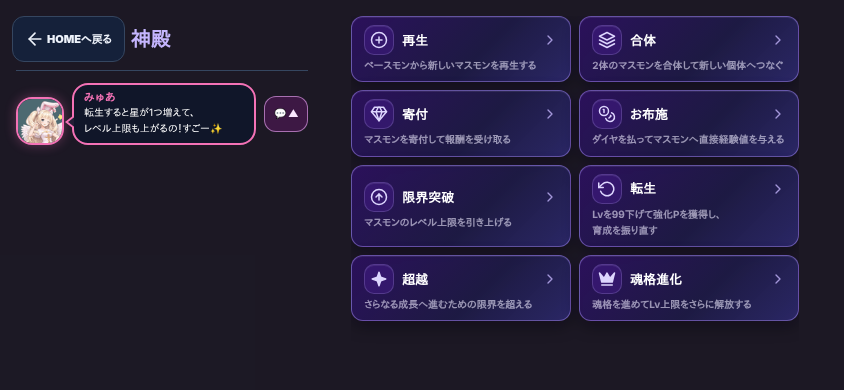 HOMEへ戻る
神殿
みゅあ
転生すると星が1つ増えて、
レベル上限も上がるの!すごー✨
💬▲
再生
ベースモンから新しいマスモンを再生する
合体
2体のマスモンを合体して新しい個体へつなぐ
寄付
マスモンを寄付して報酬を受け取る
お布施
ダイヤを払ってマスモンへ直接経験値を与える
限界突破
マスモンのレベル上限を引き上げる
転生
Lvを99下げて強化Pを獲得し、
育成を振り直す
超越
さらなる成長へ進むための限界を超える
魂格進化
魂格を進めてLv上限をさらに解放する